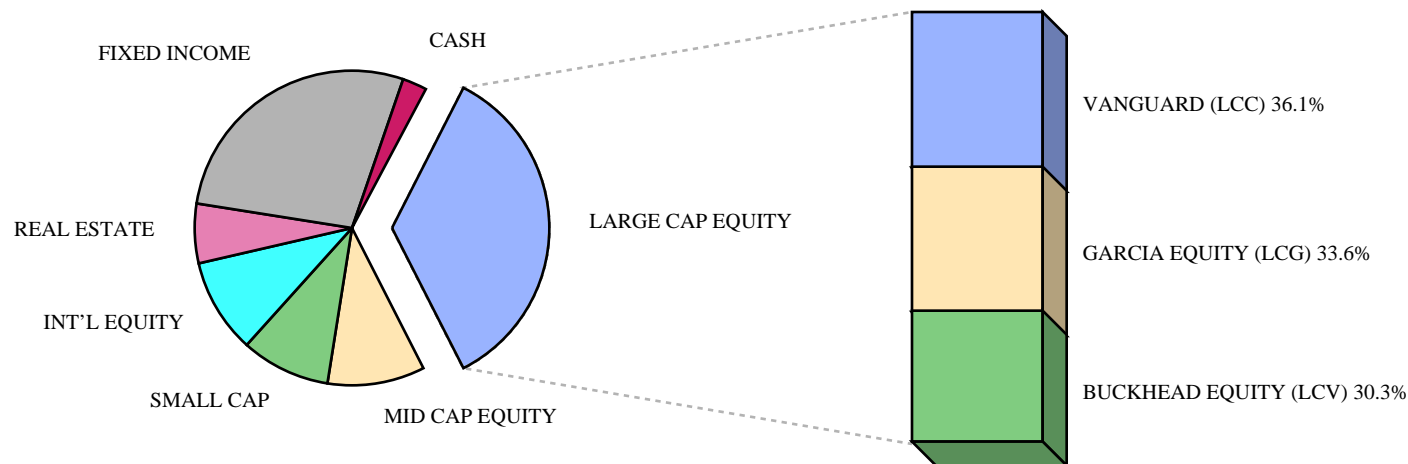 CASH
FIXED INCOME
LARGE CAP EQUITY
REAL ESTATE
INT'L EQUITY
SMALL CAP
MID CAP EQUITY
VANGUARD (LCC) 36.1%
GARCIA EQUITY (LCG) 33.6%
BUCKHEAD EQUITY (LCV) 30.3%